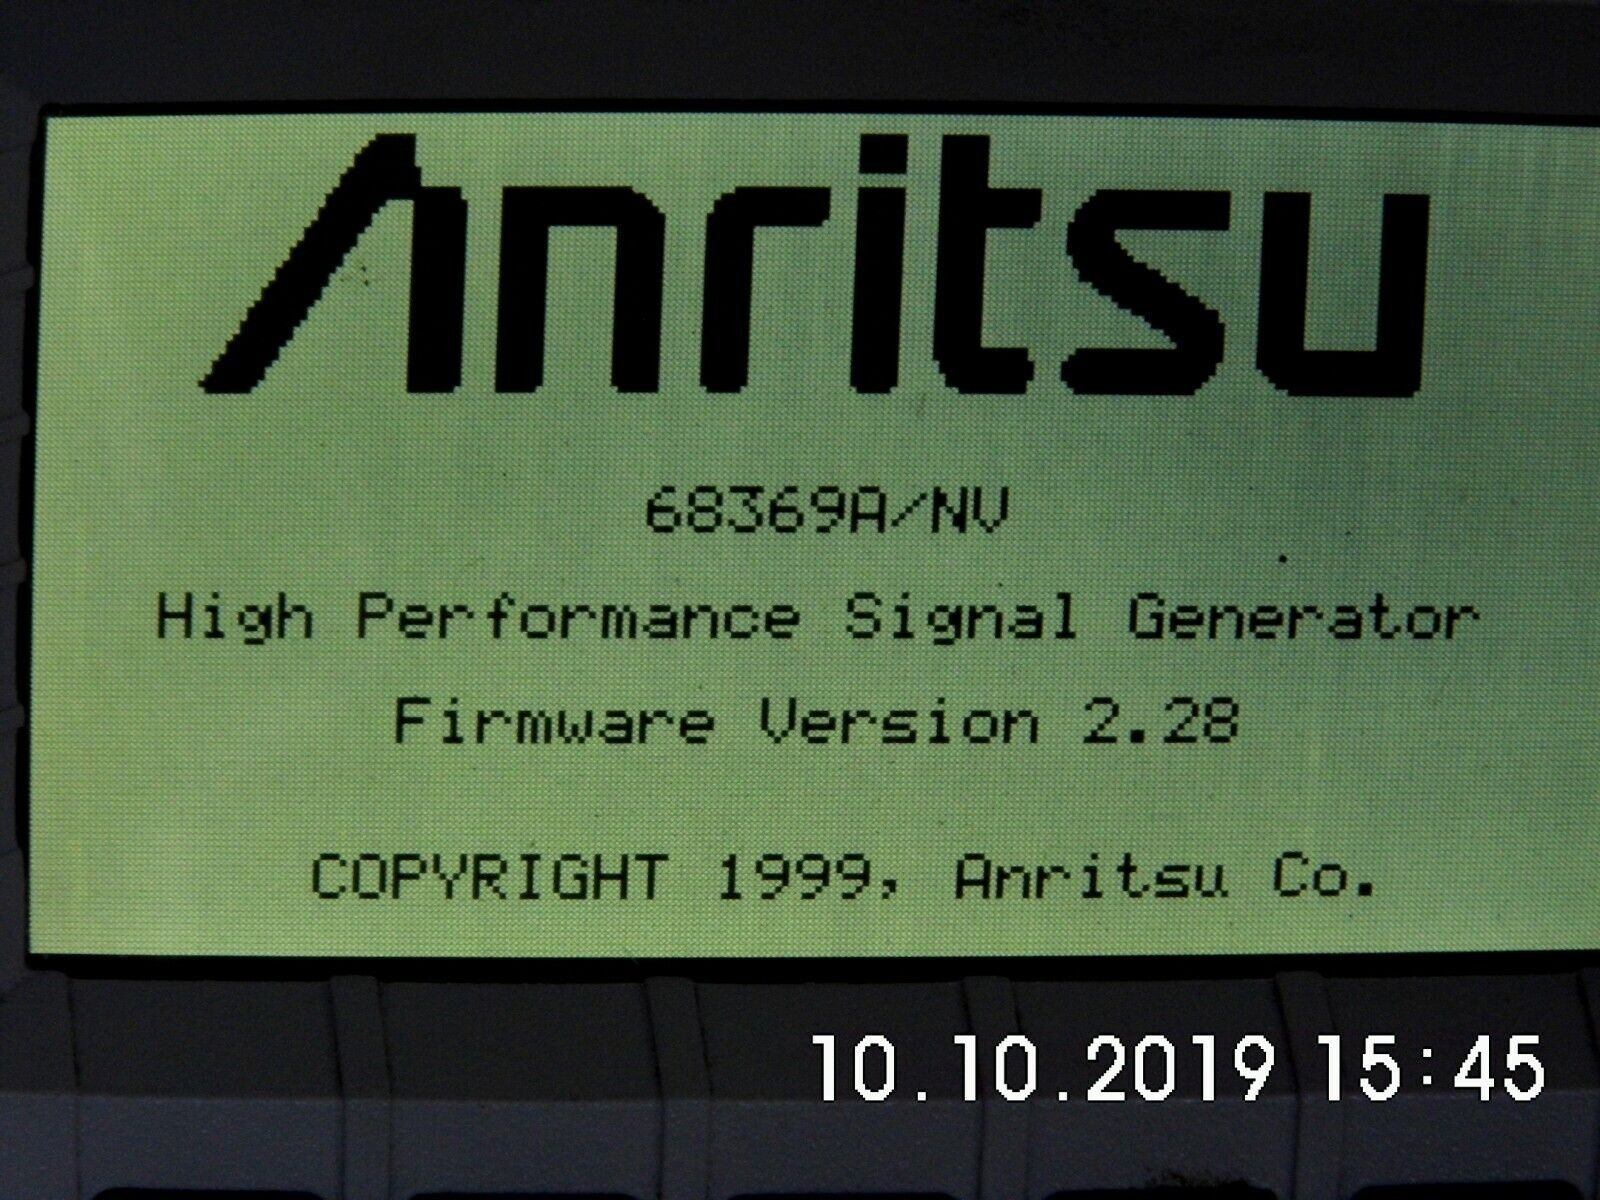 Anritsu
68369A/NV
High Performance Signal Generator
Firmware Version 2.28
COPYRIGHT 1999, Anritsu Co.
10.10.2019 15:45